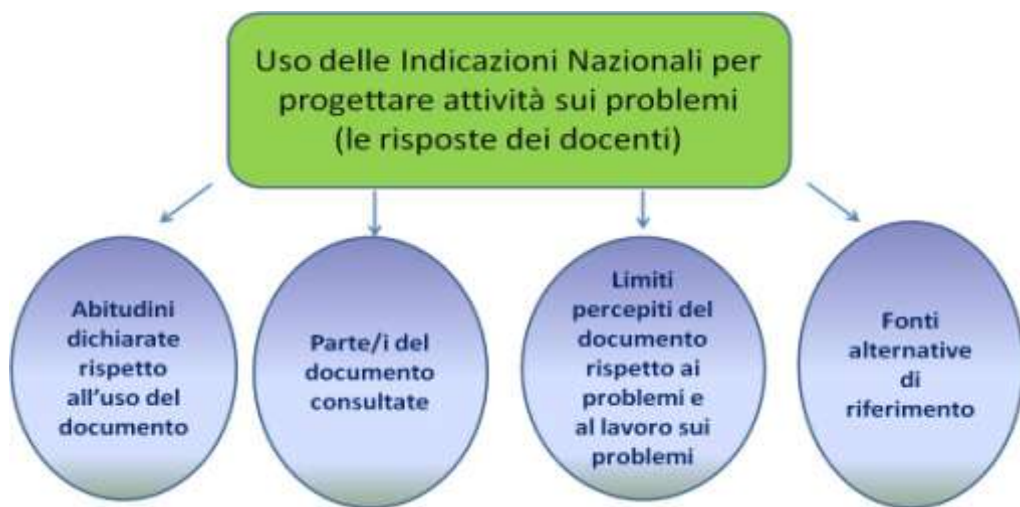 Uso delle Indicazioni Nazionali per
progettare attività sui problemi
(le risposte dei docenti)
Abitudini
dichiarate
rispetto
all'uso del
documento
Parte/i del
documento
consultate
Limiti
percepiti del
documento
rispetto ai
problemi e
al lavoro sui
problemi
Fonti
alternative
di
riferimento